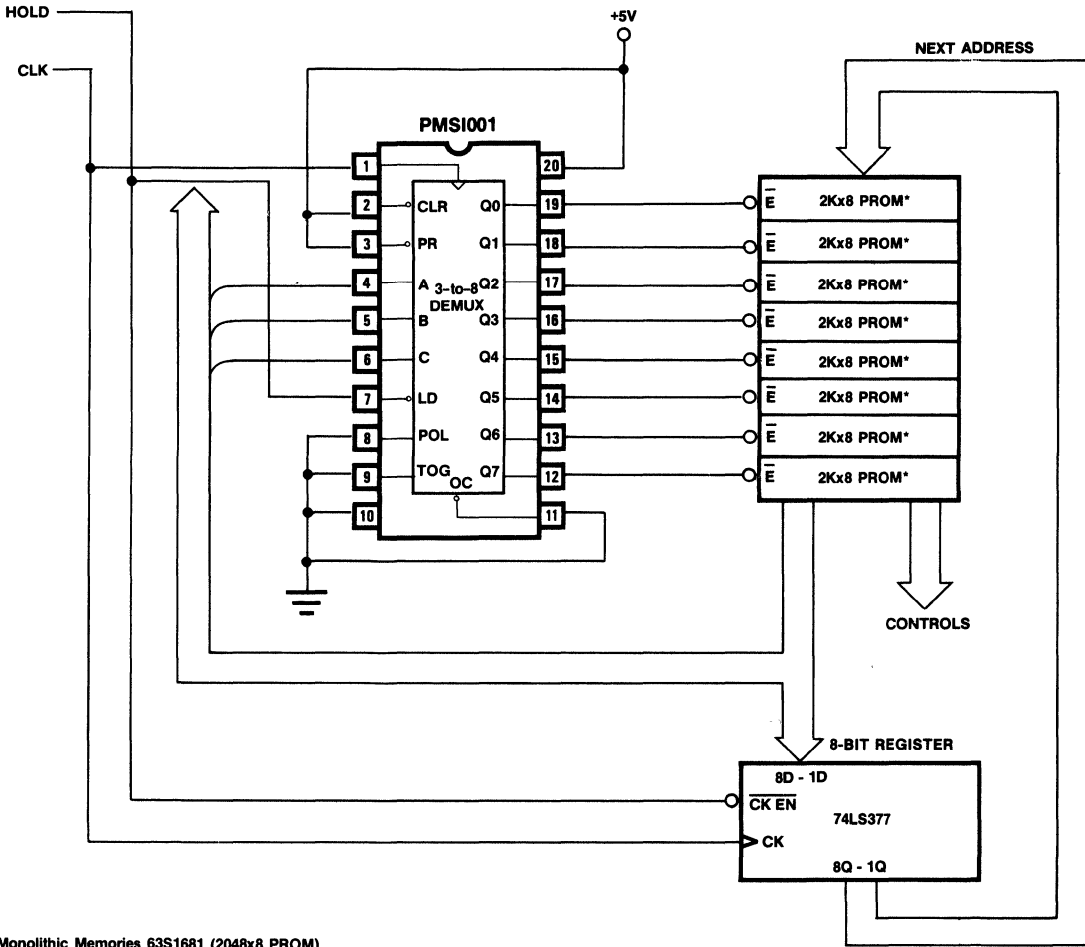 HOLD
+5V
NEXT ADDRESS
CLK
PMSI001
1 20
2 CLR Q0 19 E 2Kx8 PROM*
3 PR Q1 18 E 2Kx8 PROM*
4 A 3-to-8 Q2 17 E 2Kx8 PROM*
DEMUX
5 B Q3 16 E 2Kx8 PROM*
6 C Q4 15 E 2Kx8 PROM*
7 LD Q5 14 E 2Kx8 PROM*
8 POL Q6 13 E 2Kx8 PROM*
9 TOG Q7 12 E 2Kx8 PROM*
OC
10 11
CONTROLS
8-BIT REGISTER
8D - 1D
CK EN
74LS377
CK
8Q - 1Q
Monolithic Memories 63S1681 (2048x8 PROM)